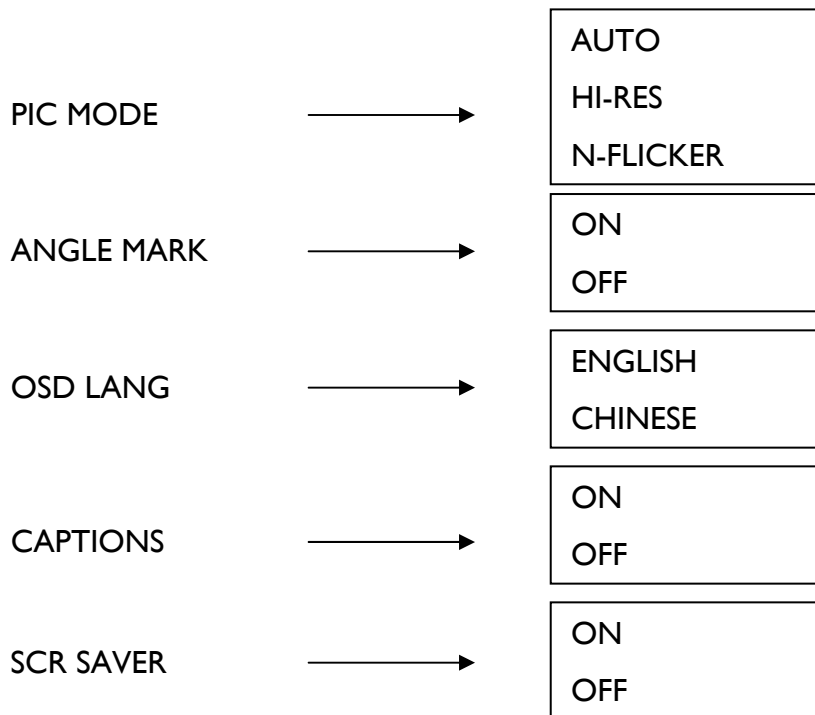 PIC MODE
AUTO
HI-RES
N-FLICKER
ANGLE MARK
ON
OFF
OSD LANG
ENGLISH
CHINESE
CAPTIONS
ON
OFF
SCR SAVER
ON
OFF